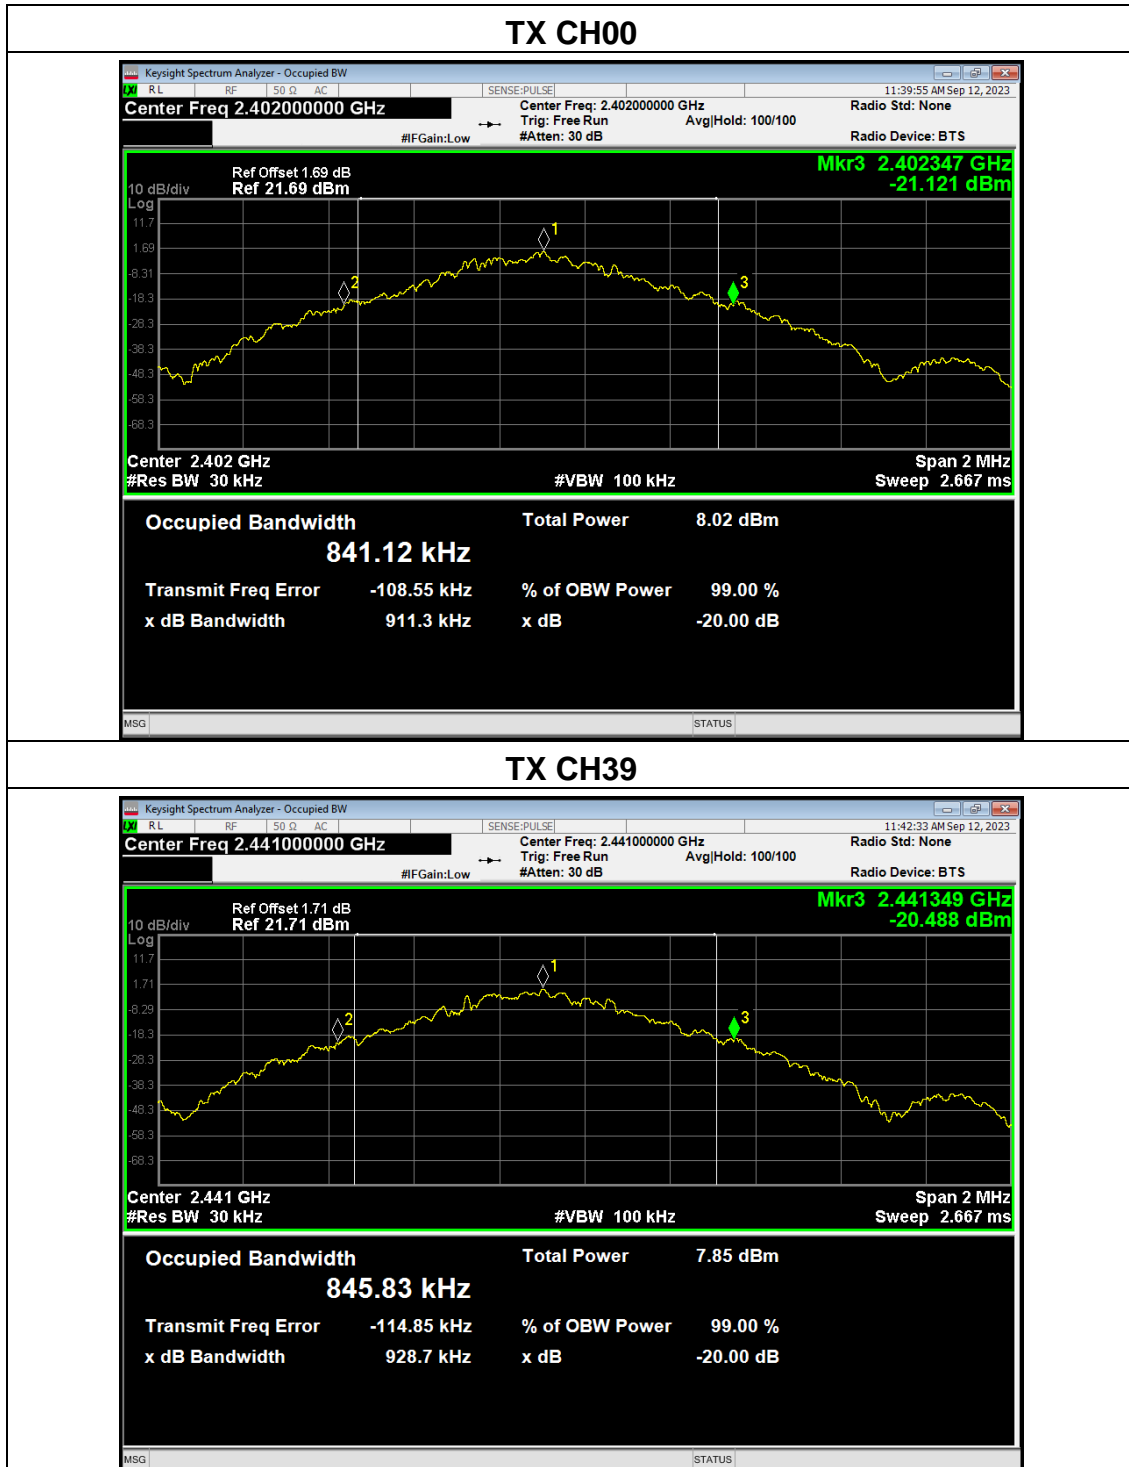 TX CH00
Keysight Spectrum Analyzer - Occupied BW
LXI RL RF 50 Ω AC SENSE:PULSE 11:39:55 AM Sep 12, 2023
Center Freq 2.402000000 GHz Center Freq: 2.402000000 GHz Radio Std: None
Trig: Free Run Avg|Hold: 100/100
#IFGain:Low #Atten: 30 dB Radio Device: BTS
Mkr3 2.402347 GHz
Ref Offset 1.69 dB
-21.121 dBm
10 dB/div Ref 21.69 dBm
Log
11.7
1
1.69
-8.31
2
3
-18.3
-28.3
-38.3
-48.3
-58.3
-68.3
Center 2.402 GHz Span 2 MHz
#Res BW 30 kHz #VBW 100 kHz Sweep 2.667 ms
Occupied Bandwidth Total Power 8.02 dBm
841.12 kHz
Transmit Freq Error -108.55 kHz % of OBW Power 99.00 %
x dB Bandwidth 911.3 kHz x dB -20.00 dB
MSG STATUS
TX CH39
Keysight Spectrum Analyzer - Occupied BW
LXI RL RF 50 Ω AC SENSE:PULSE 11:42:33 AM Sep 12, 2023
Center Freq 2.441000000 GHz Center Freq: 2.441000000 GHz Radio Std: None
Trig: Free Run Avg|Hold: 100/100
#IFGain:Low #Atten: 30 dB Radio Device: BTS
Mkr3 2.441349 GHz
Ref Offset 1.71 dB
-20.488 dBm
10 dB/div Ref 21.71 dBm
Log
11.7
1
1.71
-8.29
2
3
-18.3
-28.3
-38.3
-48.3
-58.3
-68.3
Center 2.441 GHz Span 2 MHz
#Res BW 30 kHz #VBW 100 kHz Sweep 2.667 ms
Occupied Bandwidth Total Power 7.85 dBm
845.83 kHz
Transmit Freq Error -114.85 kHz % of OBW Power 99.00 %
x dB Bandwidth 928.7 kHz x dB -20.00 dB
MSG STATUS